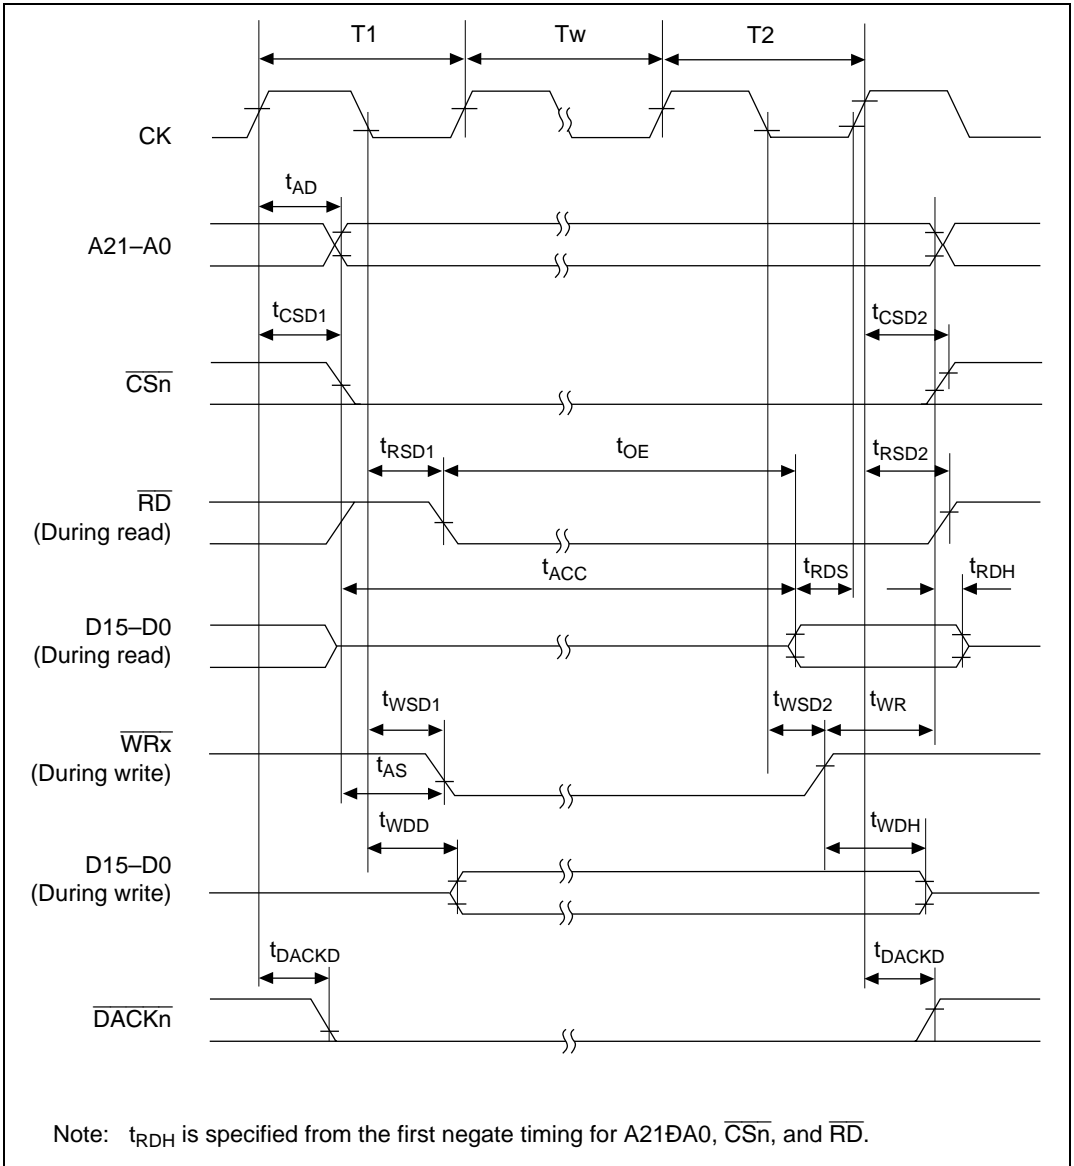 T1 Tw T2
CK
tAD
A21–A0
tCSD1 tCSD2
CSn
tRSD1 tOE tRSD2
RD
(During read)
tACC tRDS tRDH
D15–D0
(During read)
tWSD1 tWSD2 tWR
WRx
(During write)
tAS
tWDD tWDH
D15–D0
(During write)
tDACKD tDACKD
DACKn
Note: tRDH is specified from the first negate timing for A21ÐA0, CSn, and RD.